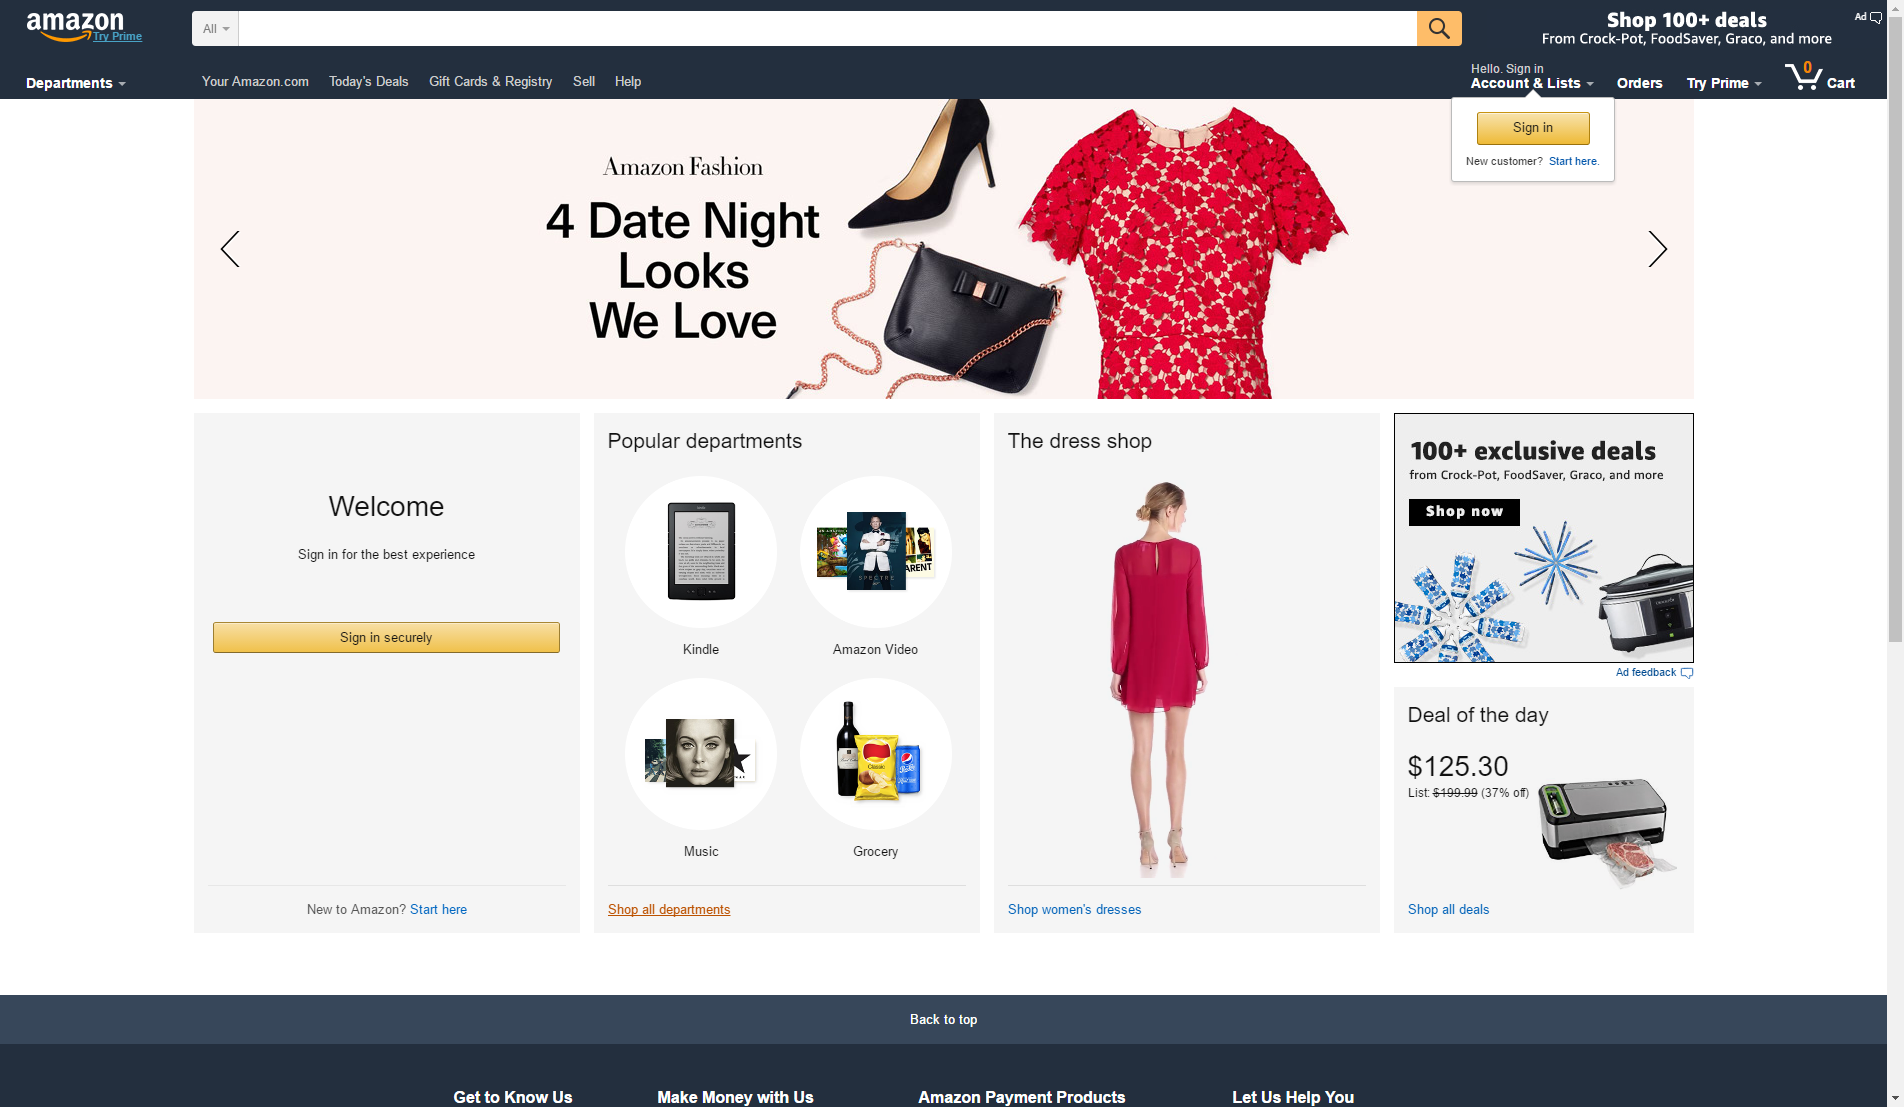 amazon
Try Prime
All
Shop 100+ deals
From Crock-Pot, FoodSaver, Graco, and more
Ad
Departments
Your Amazon.com
Today's Deals
Gift Cards & Registry
Sell
Help
Hello. Sign in
Account & Lists
Orders
Try Prime
0
Cart
Sign in
New customer? Start here.
Amazon Fashion
4 Date Night
Looks
We Love
Welcome
Sign in for the best experience
Sign in securely
New to Amazon? Start here
Popular departments
SPECTRE
ARENT
Kindle
Amazon Video
Classic
Music
Grocery
Shop all departments
The dress shop
Shop women's dresses
100+ exclusive deals
from Crock-Pot, FoodSaver, Graco, and more
Shop now
Ad feedback
Deal of the day
$125.30
List: $199.99 (37% off)
Shop all deals
Back to top
Get to Know Us
Make Money with Us
Amazon Payment Products
Let Us Help You